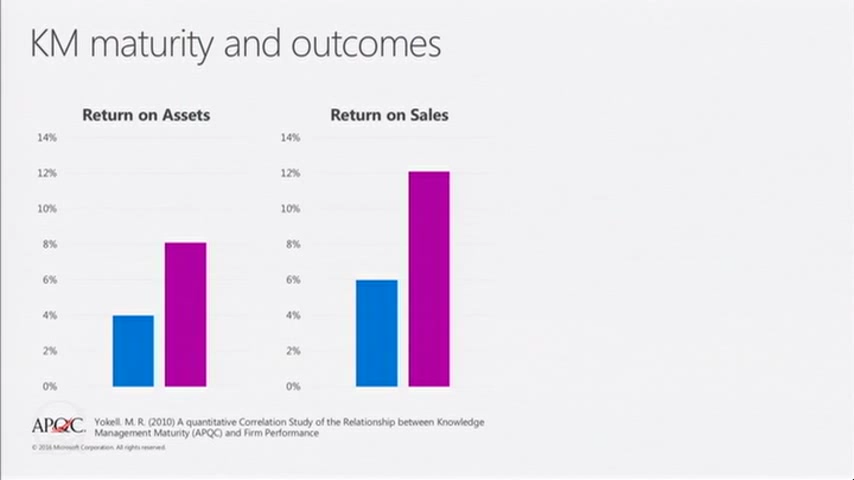 KM maturity and outcomes
Return on Assets
14%
12%
10%
8%
6%
4%
2%
0%
Return on Sales
14%
12%
10%
8%
6%
4%
2%
0%
APQC.
Yokell. M. R. (2010) A quantitative Correlation Study of the Relationship between Knowledge
Management Maturity (APQC) and Firm Performance
© 2016 Microsoft Corporation. All rights reserved.